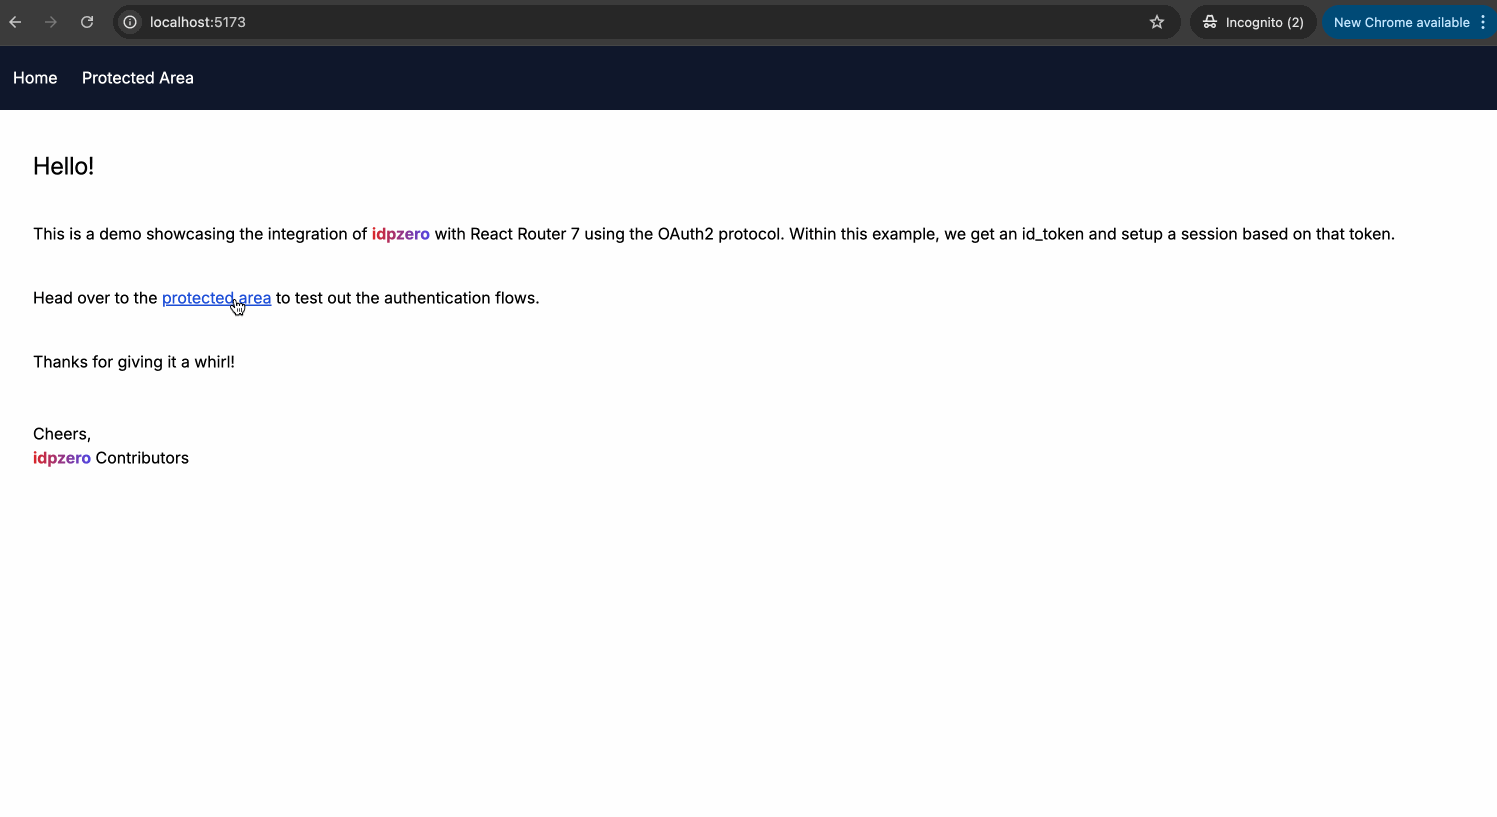 localhost:5173
Incognito (2)
New Chrome available
Home
Protected Area
Hello!
This is a demo showcasing the integration of idpzero with React Router 7 using the OAuth2 protocol. Within this example, we get an id_token and setup a session based on that token.
Head over to the protected area to test out the authentication flows.
Thanks for giving it a whirl!
Cheers,
idpzero Contributors